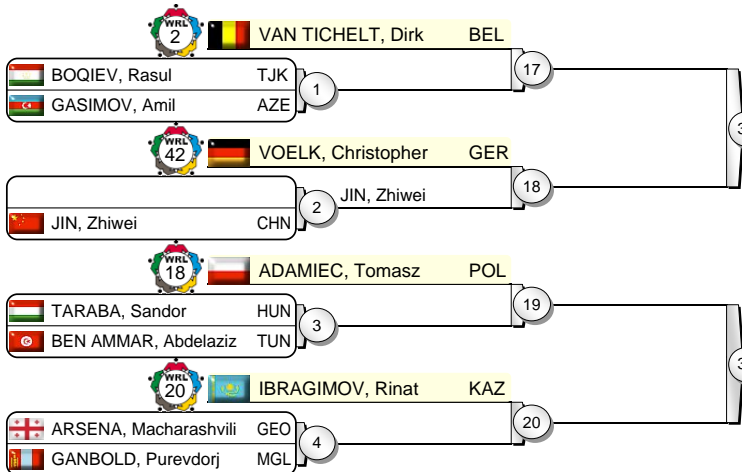 WRL
2
VAN TICHELT, Dirk BEL
BOQIEV, Rasul TJK
1
17
GASIMOV, Amil AZE
WRL
42
VOELK, Christopher GER
3
2
JIN, Zhiwei
18
JIN, Zhiwei CHN
WRL
18
ADAMIEC, Tomasz POL
TARABA, Sandor HUN
3
19
BEN AMMAR, Abdelaziz TUN
WRL
20
IBRAGIMOV, Rinat KAZ
3
ARSENA, Macharashvili GEO
4
20
GANBOLD, Purevdorj MGL